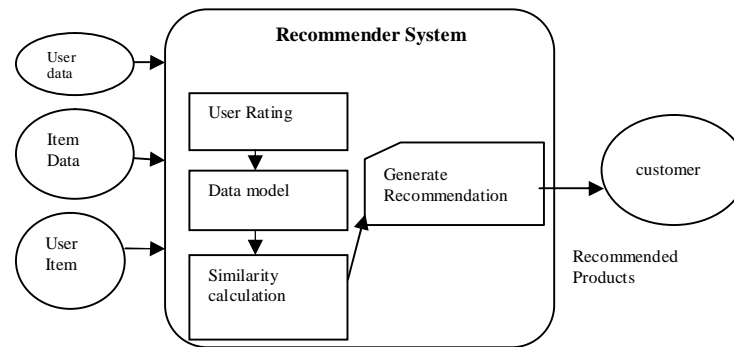 Recommender System
User
data
Item
Data
User
Item
User Rating
Data model
Similarity
calculation
Generate
Recommendation
customer
Recommended
Products